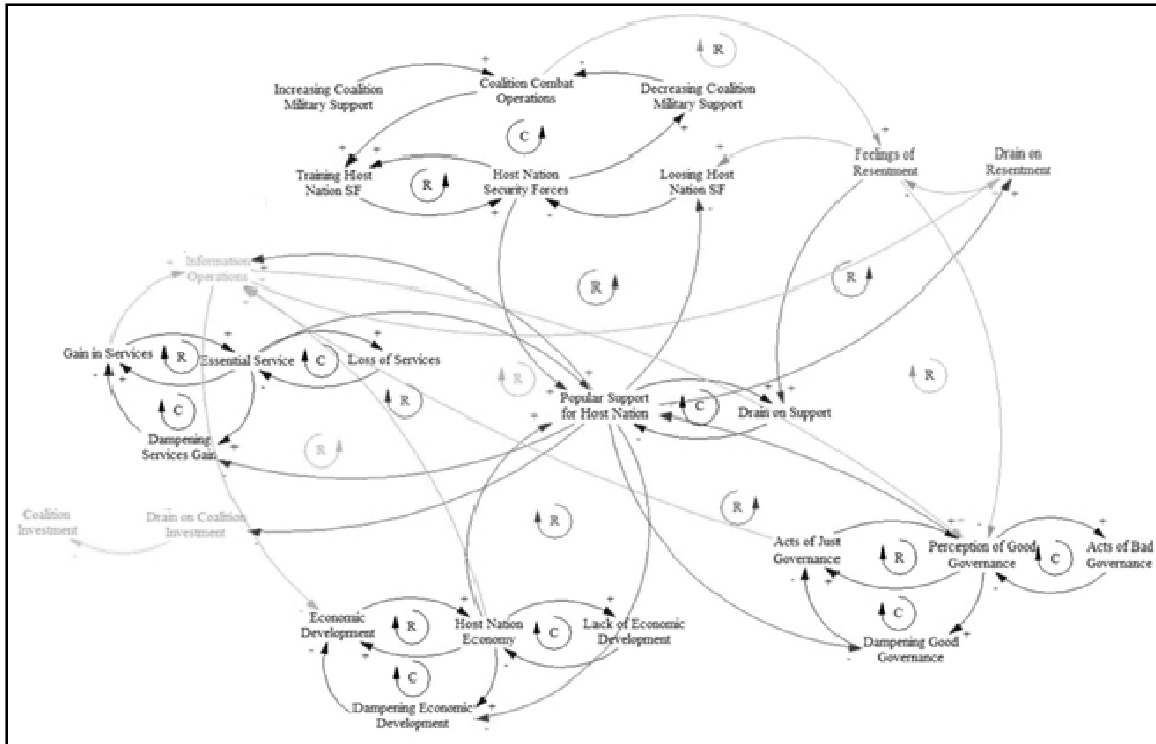 R
Increasing Coalition
Military Support
Coalition Combat
Operations
Decreasing Coalition
Military Support
C
Training Host
Nation SF
R
Host Nation
Security Forces
Loosing Host
Nation SF
Feelings of
Resentment
Drain on
Resentment
Information
Operations
R
R
Gain in Services
R
Essential Service
C
Loss of Services
R
R
R
C
Popular Support
for Host Nation
C
Drain on Support
Dampening
Services Gain
R
Coalition
Investment
Drain on Coalition
Investment
R
R
Acts of Just
Governance
R
Perception of Good
Governance
C
Acts of Bad
Governance
C
Dampening Good
Governance
Economic
Development
R
Host Nation
Economy
C
Lack of Economic
Development
C
Dampening Economic
Development